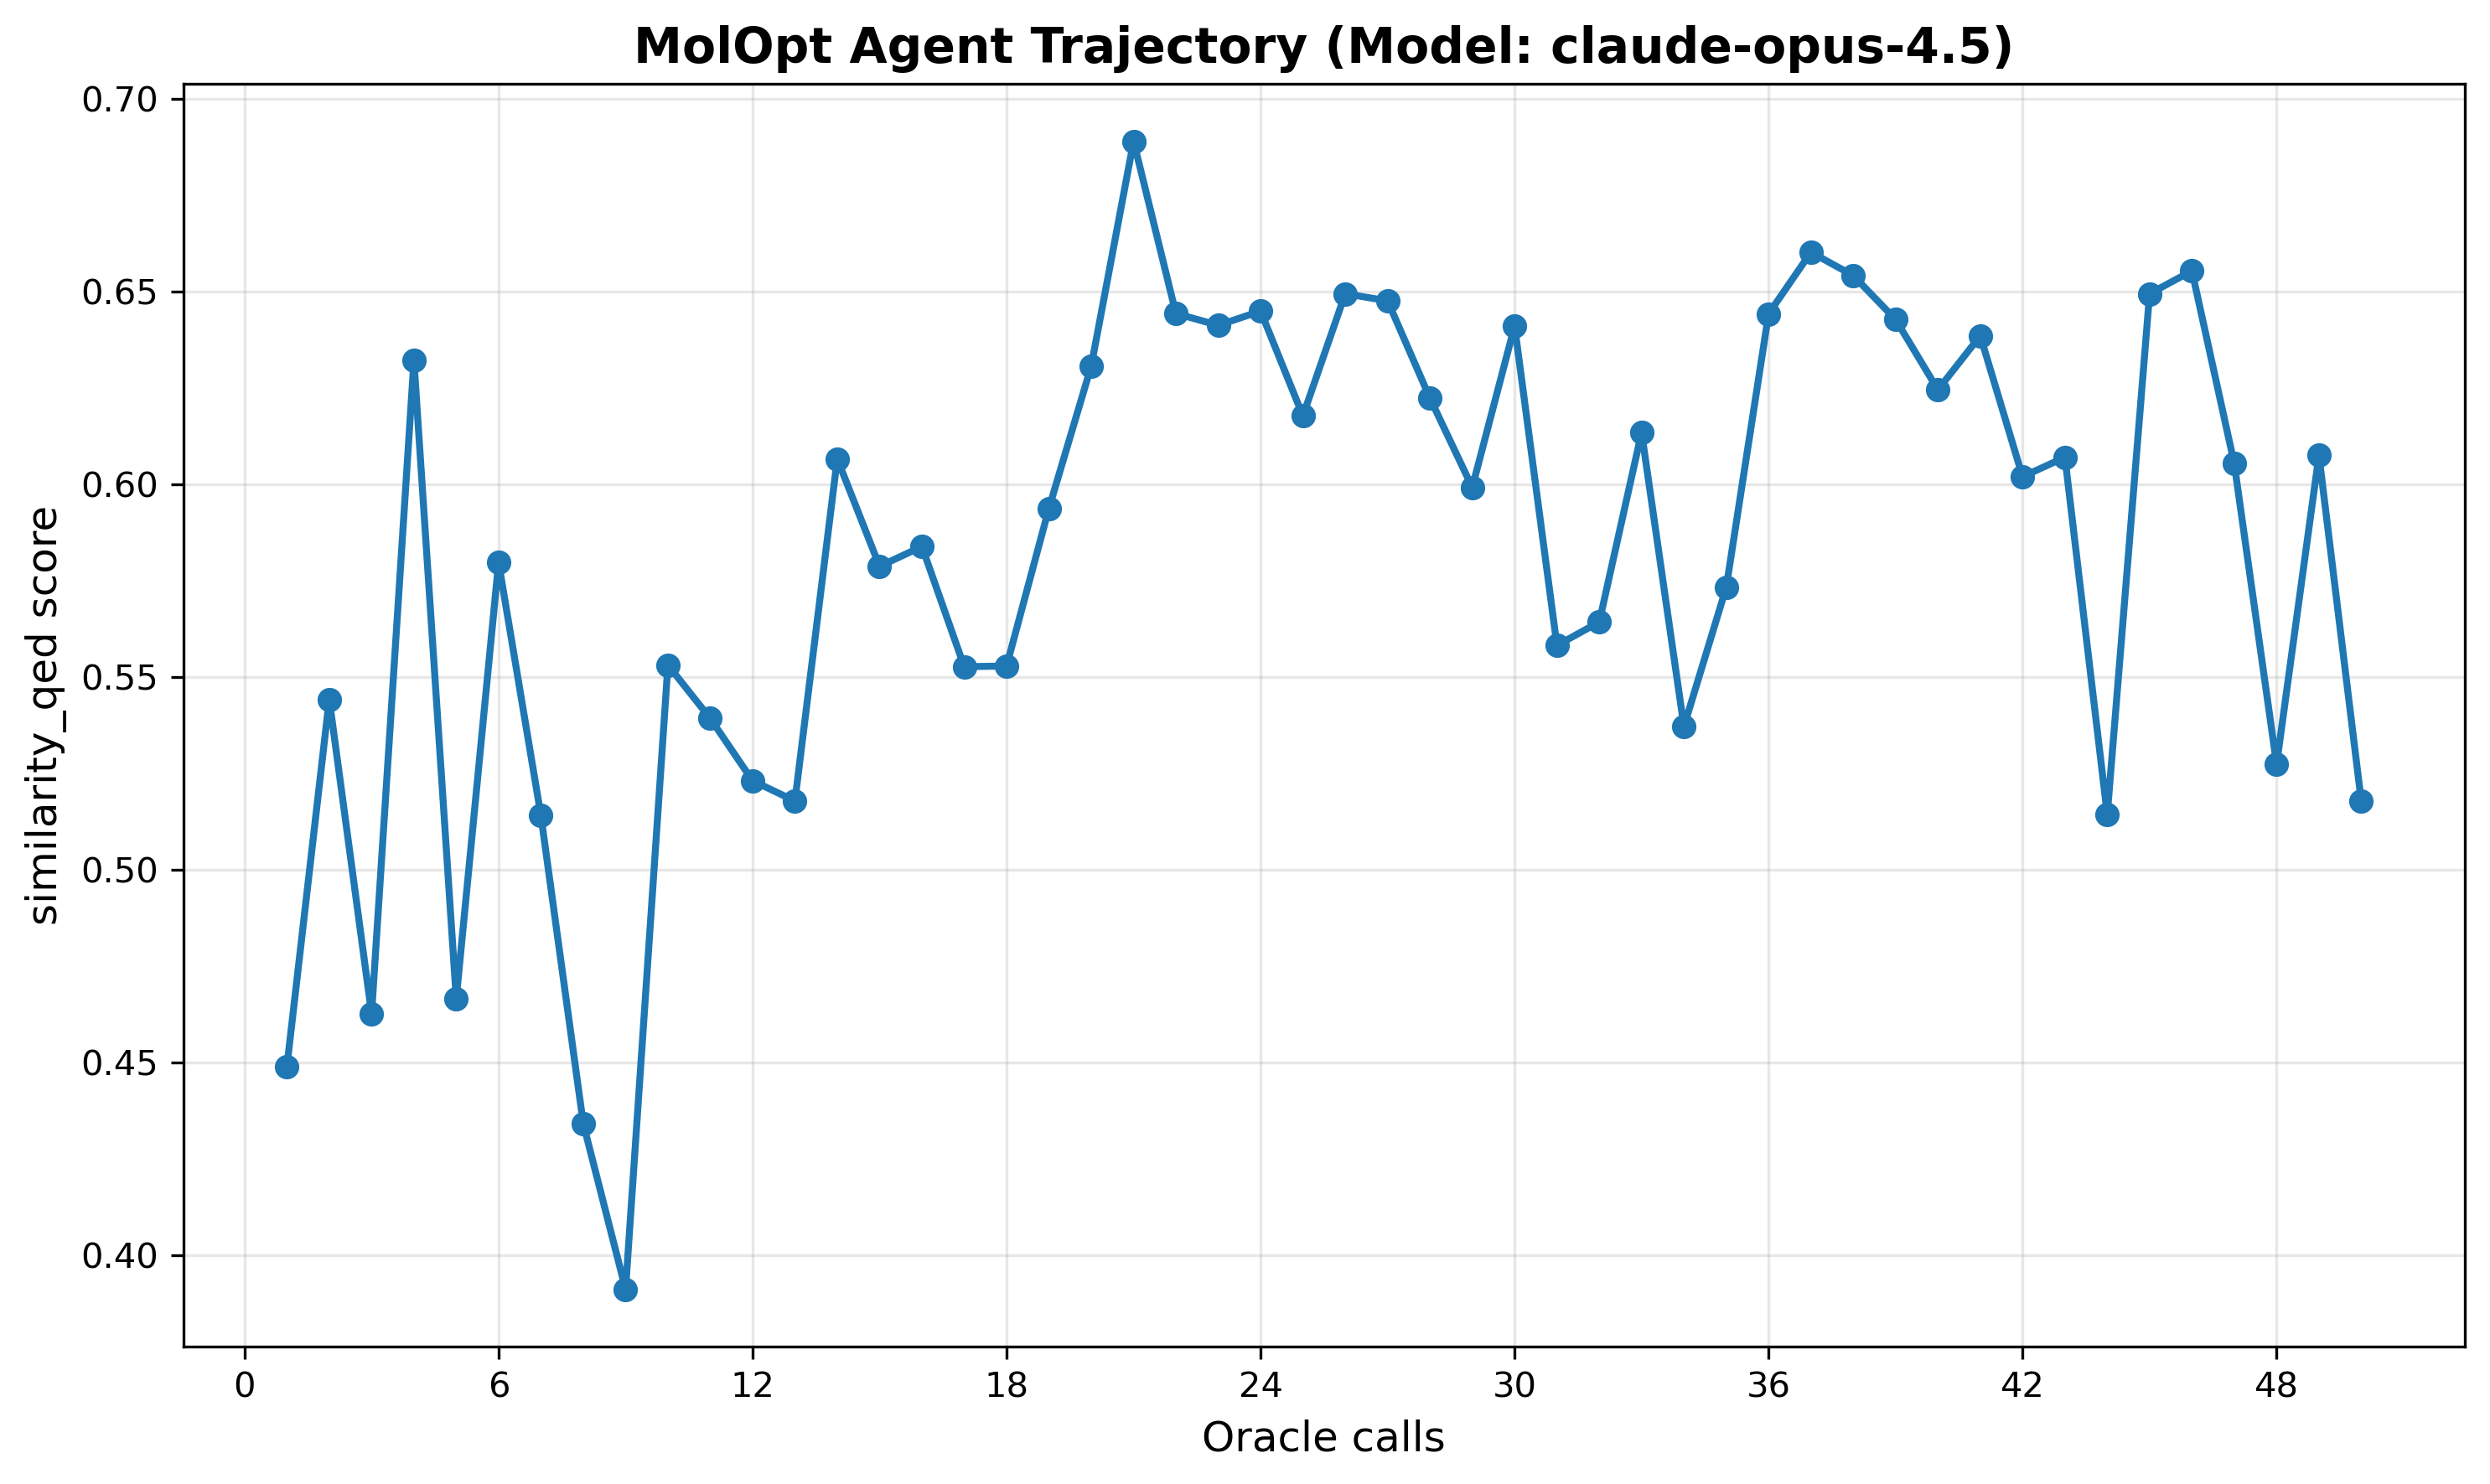 MolOpt Agent Trajectory (Model: claude-opus-4.5)
similarity_qed score
0.70
0.65
0.60
0.55
0.50
0.45
0.40
0 6 12 18 24 30 36 42 48
Oracle calls